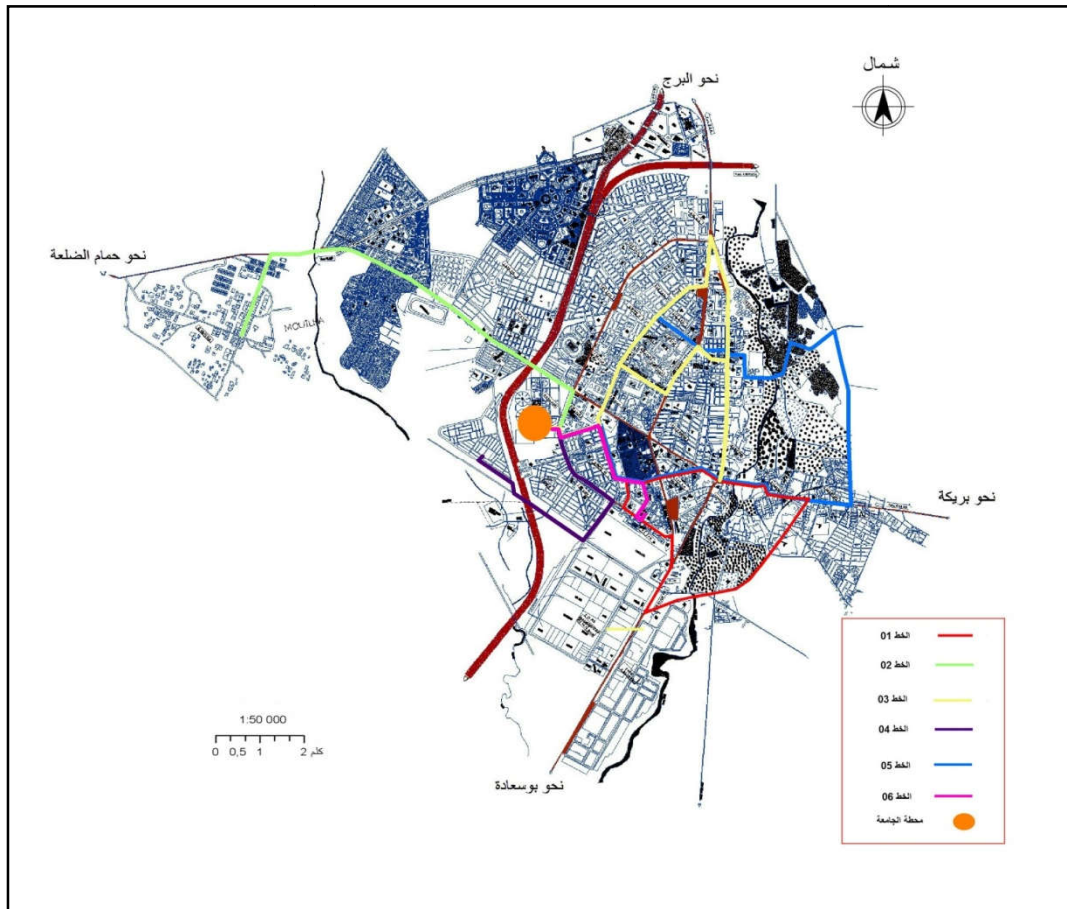 شمال
نحو البرج
نحو حمام الضلعة
MOUILHA
نحو بريكة
نحو بوسعادة
1:50 000
0 0,5 1 2 كلم
الخط 01
الخط 02
الخط 03
الخط 04
الخط 05
الخط 06
محطة الجامعة